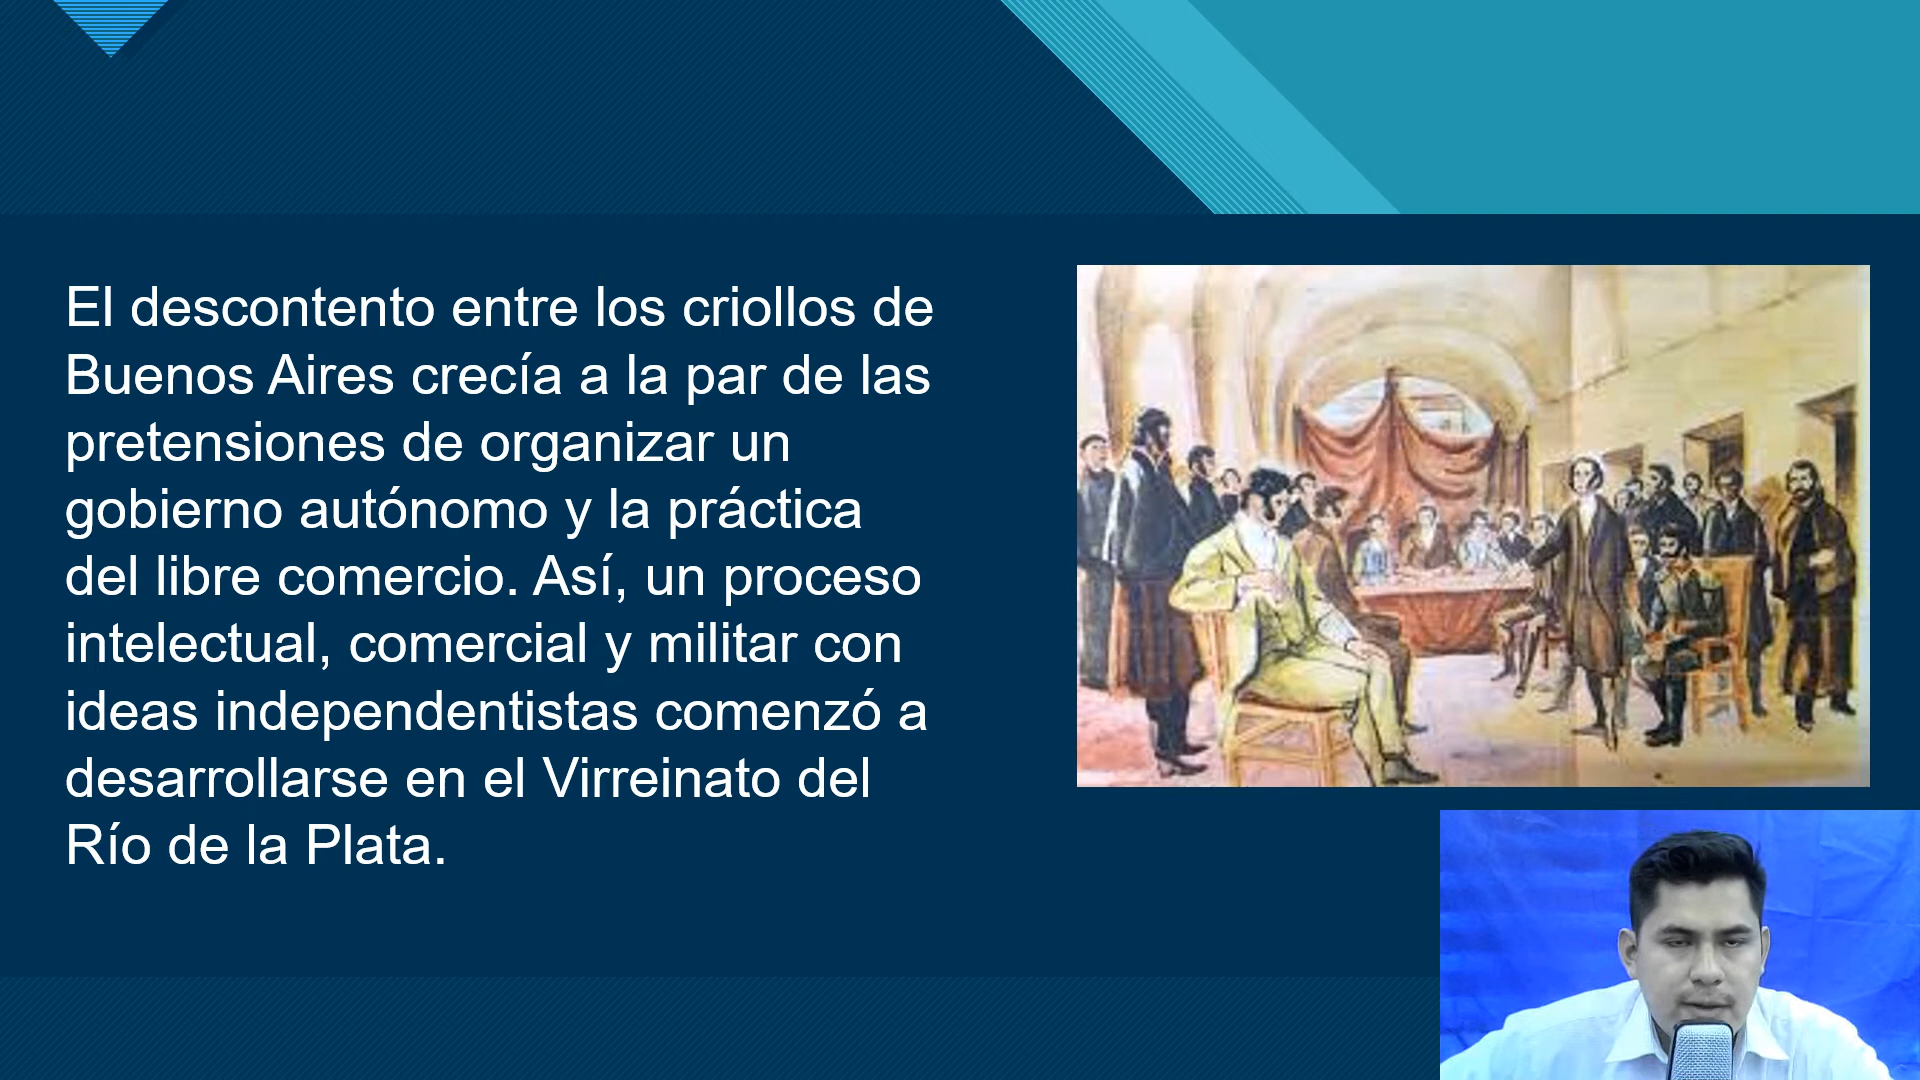 El descontento entre los criollos de
Buenos Aires crecía a la par de las
pretensiones de organizar un
gobierno autónomo y la práctica
del libre comercio. Así, un proceso
intelectual, comercial y militar con
ideas independentistas comenzó a
desarrollarse en el Virreinato del
Río de la Plata.